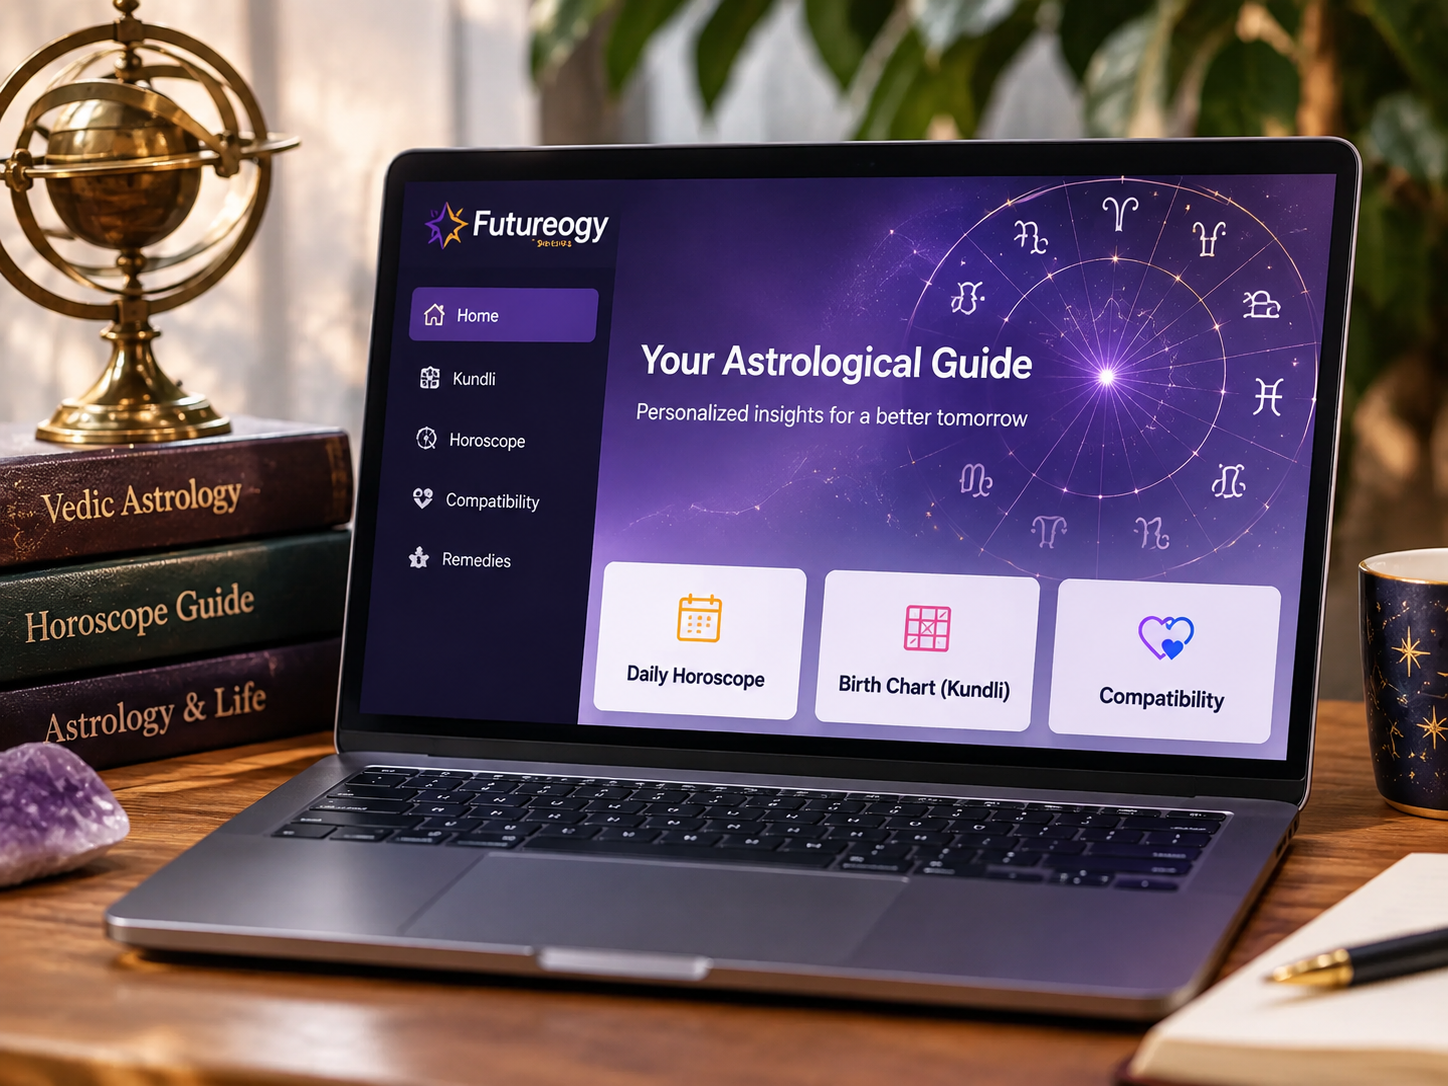 Vedic Astrology
Horoscope Guide
Astrology & Life
Futureogy
Home
Kundli
Horoscope
Compatibility
Remedies
Your Astrological Guide
Personalized insights for a better tomorrow
Daily Horoscope
Birth Chart (Kundli)
Compatibility